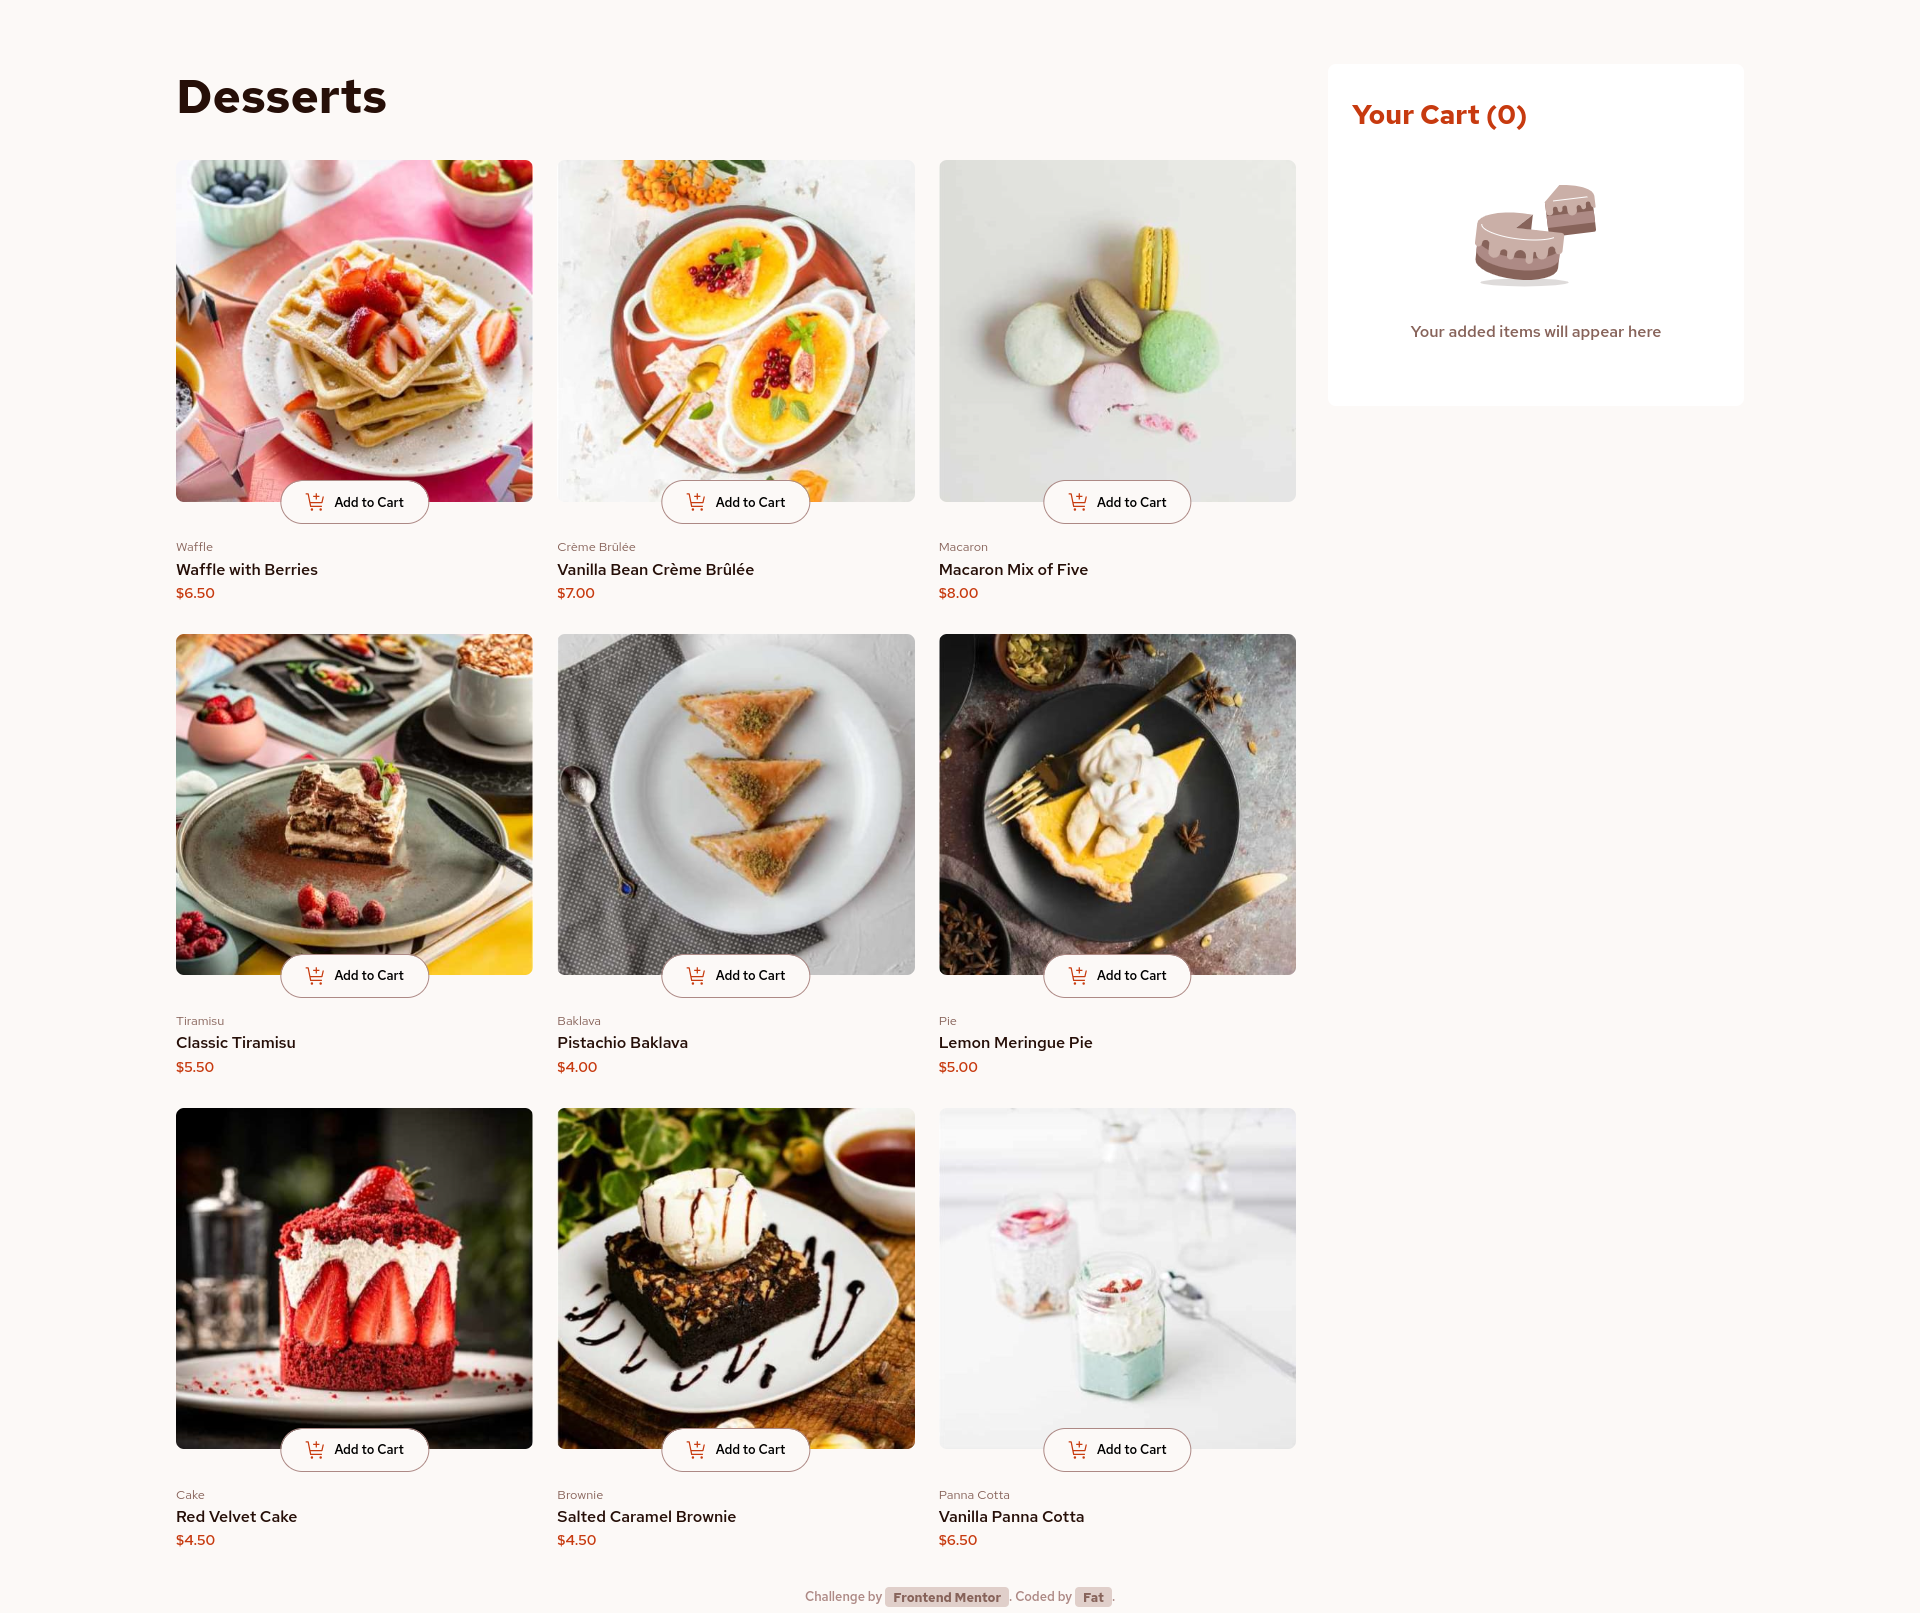 Desserts
Your Cart (0)
Your added items will appear here
Add to Cart
Add to Cart
Add to Cart
Waffle
Waffle with Berries
$6.50
Crème Brûlée
Vanilla Bean Crème Brûlée
$7.00
Macaron
Macaron Mix of Five
$8.00
Add to Cart
Add to Cart
Add to Cart
Tiramisu
Classic Tiramisu
$5.50
Baklava
Pistachio Baklava
$4.00
Pie
Lemon Meringue Pie
$5.00
Add to Cart
Add to Cart
Add to Cart
Cake
Red Velvet Cake
$4.50
Brownie
Salted Caramel Brownie
$4.50
Panna Cotta
Vanilla Panna Cotta
$6.50
Challenge by Frontend Mentor. Coded by Fat.